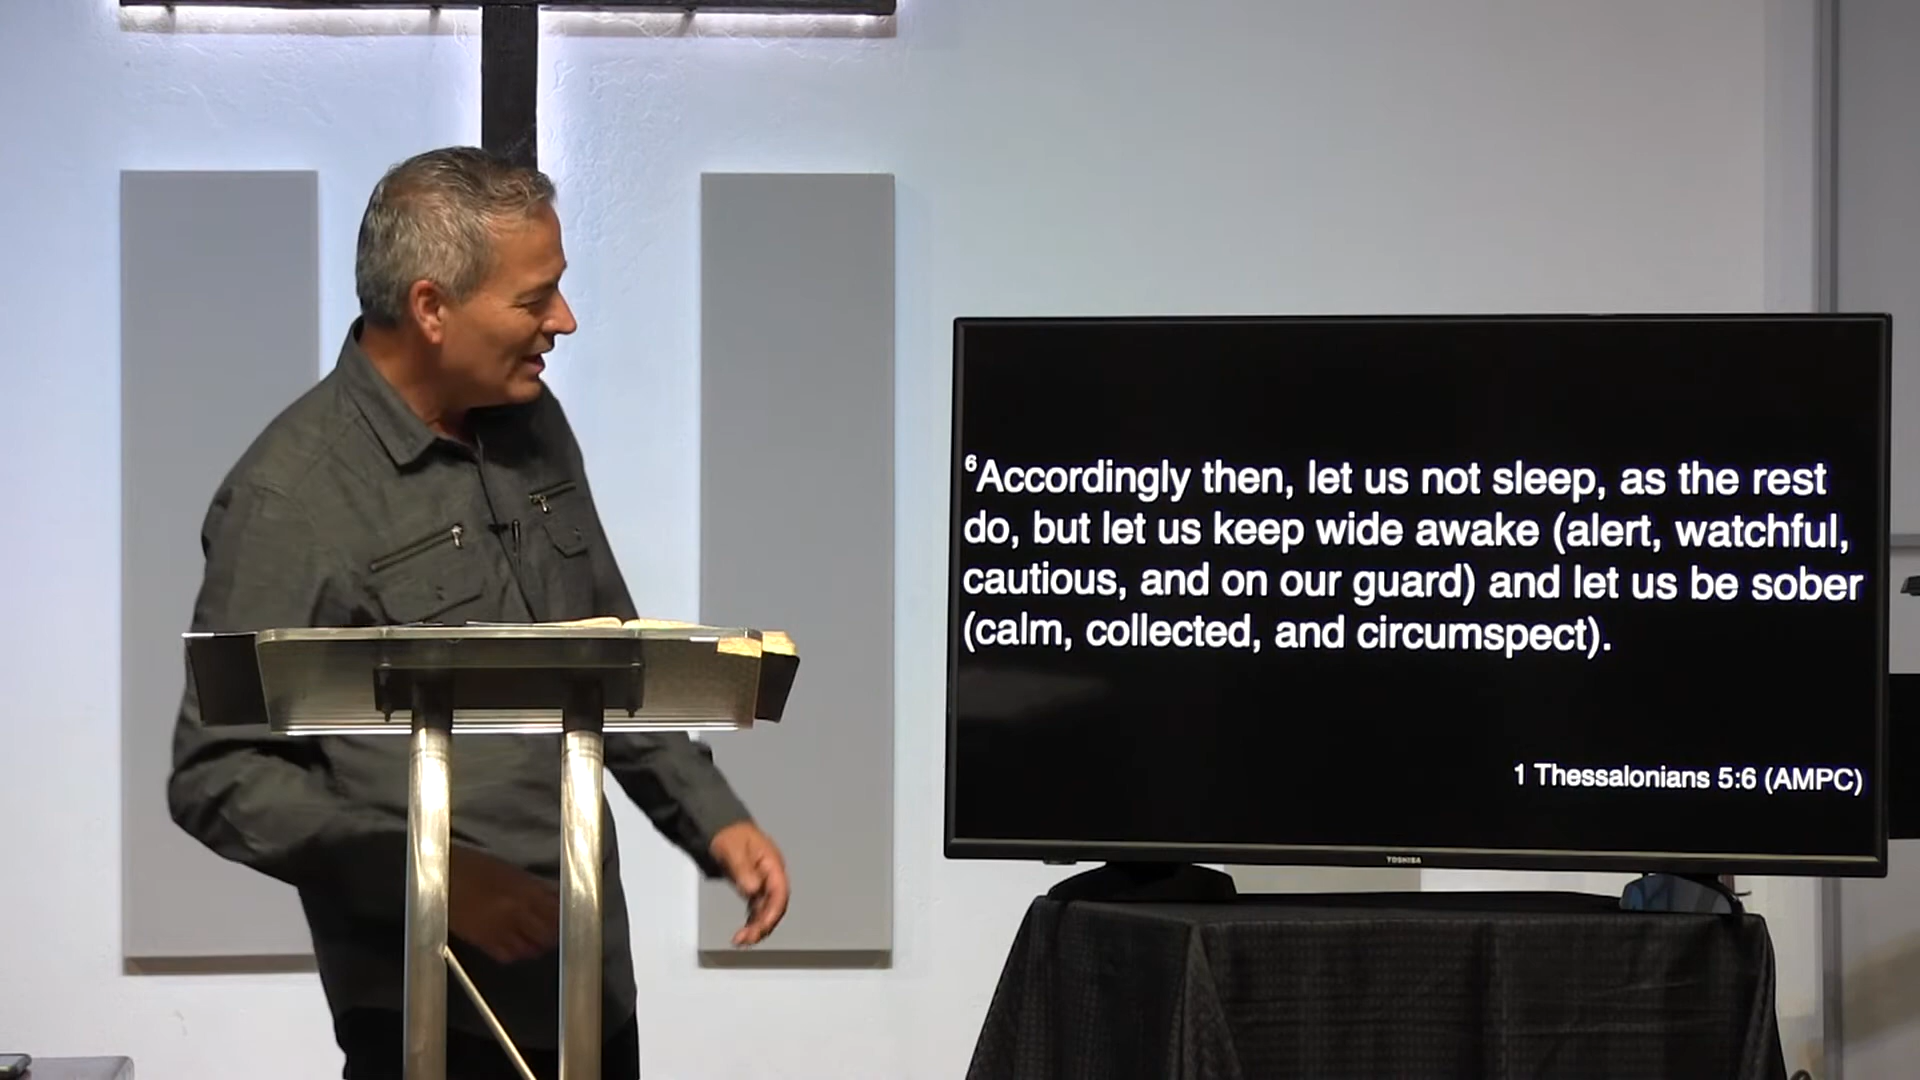 ⁶Accordingly then, let us not sleep, as the rest
do, but let us keep wide awake (alert, watchful,
cautious, and on our guard) and let us be sober
(calm, collected, and circumspect).
1 Thessalonians 5:6 (AMPC)
TOSHIBA